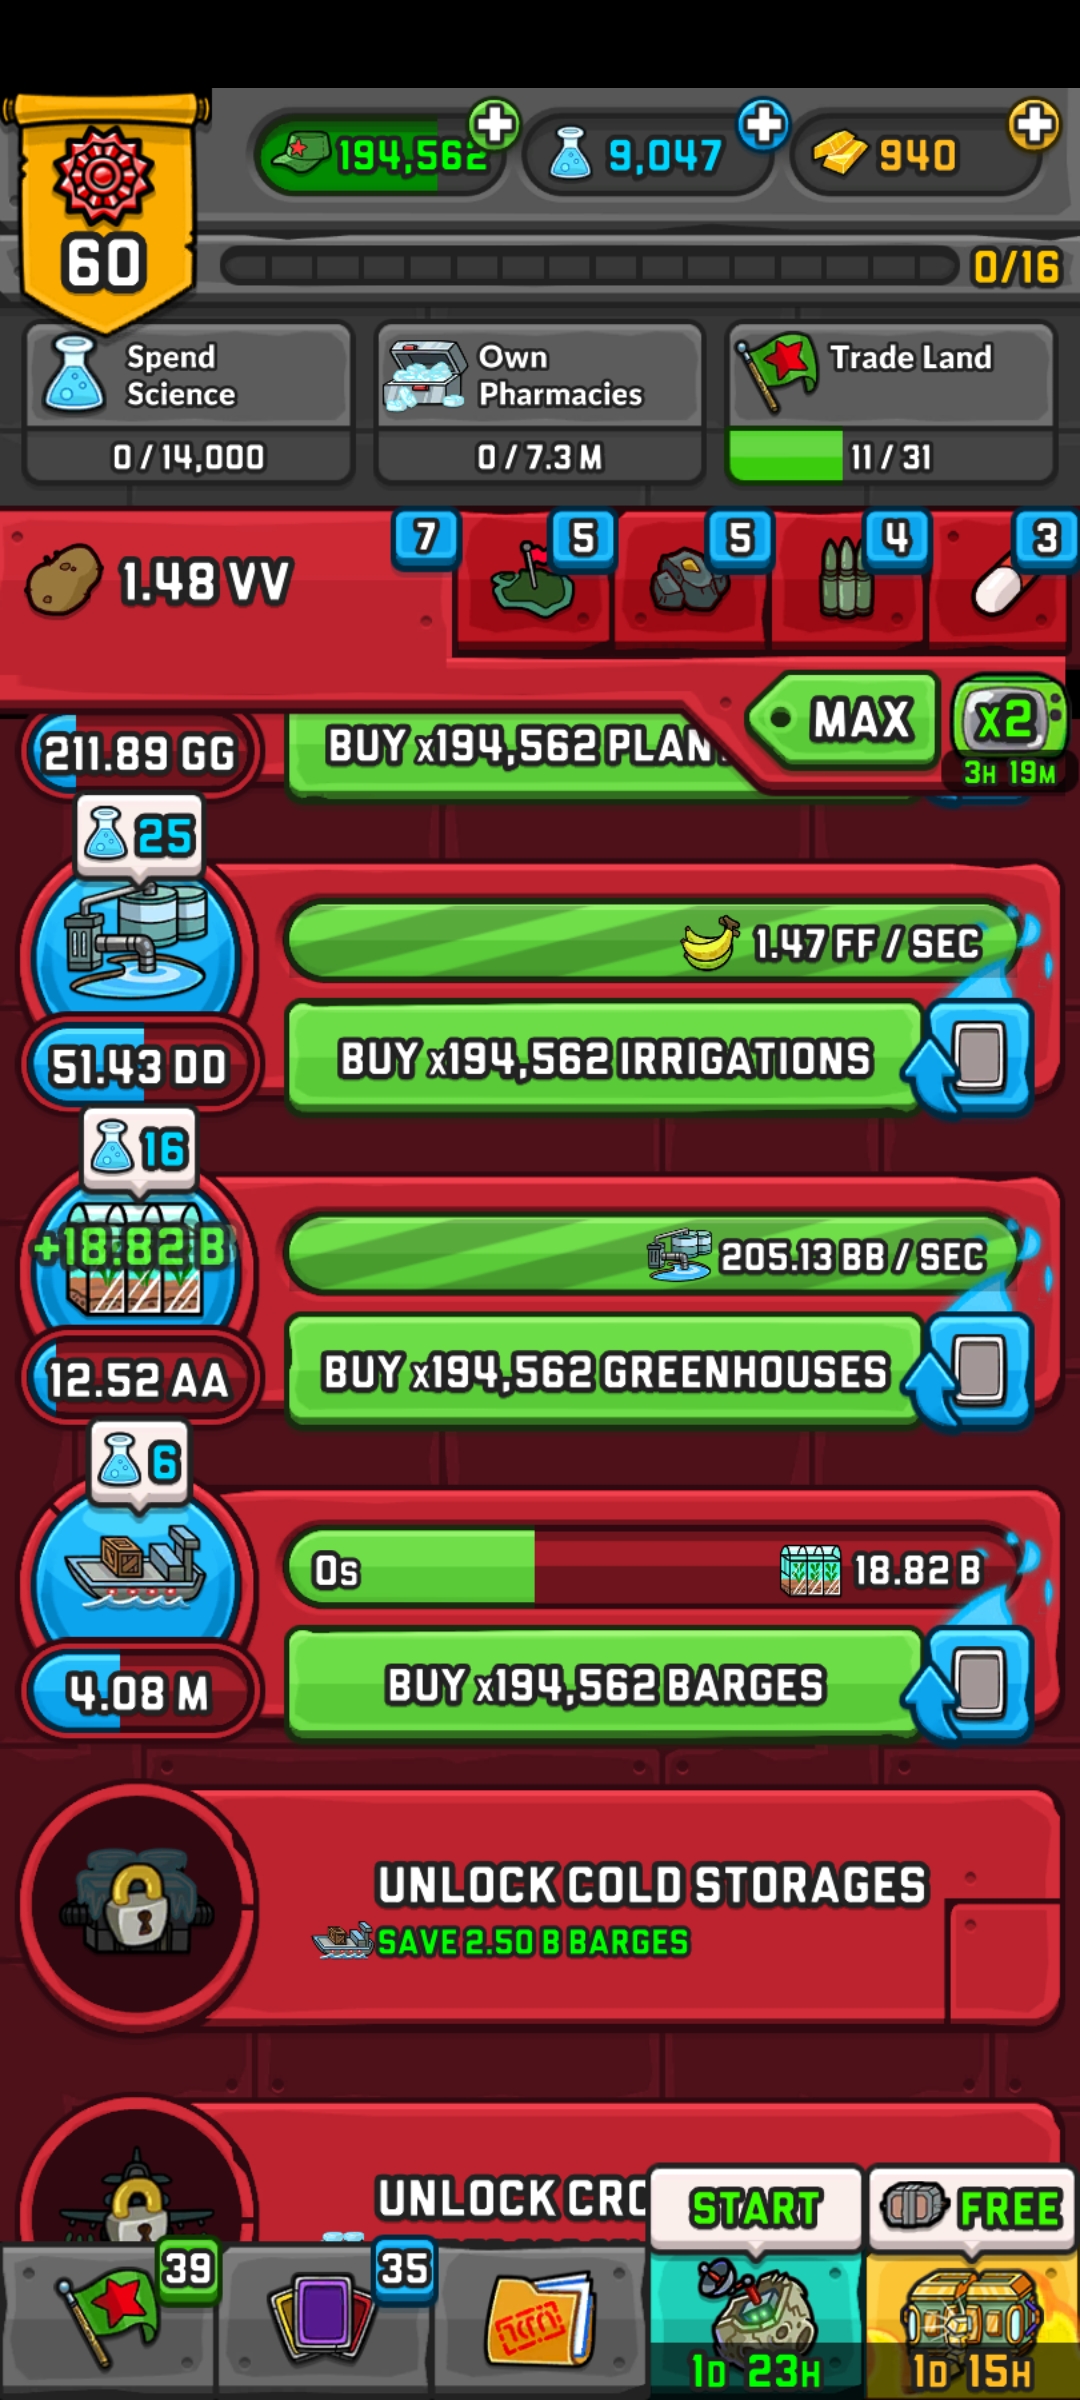 194,562
9,047
940
60
0/16
Spend
Science
0 / 14,000
Own
Pharmacies
0 / 7.3 M
Trade Land
11 / 31
1.48 VV
7
5
5
4
3
MAX
x2
3H 19M
211.89 GG
BUY x194,562 PLAN
25
1.47 FF / SEC
51.43 DD
BUY x194,562 IRRIGATIONS
16
+18.82 B
205.13 BB / SEC
12.52 AA
BUY x194,562 GREENHOUSES
6
0s
18.82 B
4.08 M
BUY x194,562 BARGES
UNLOCK COLD STORAGES
SAVE 2.50 B BARGES
UNLOCK CRO
START
FREE
39
35
1D 23H
1D 15H